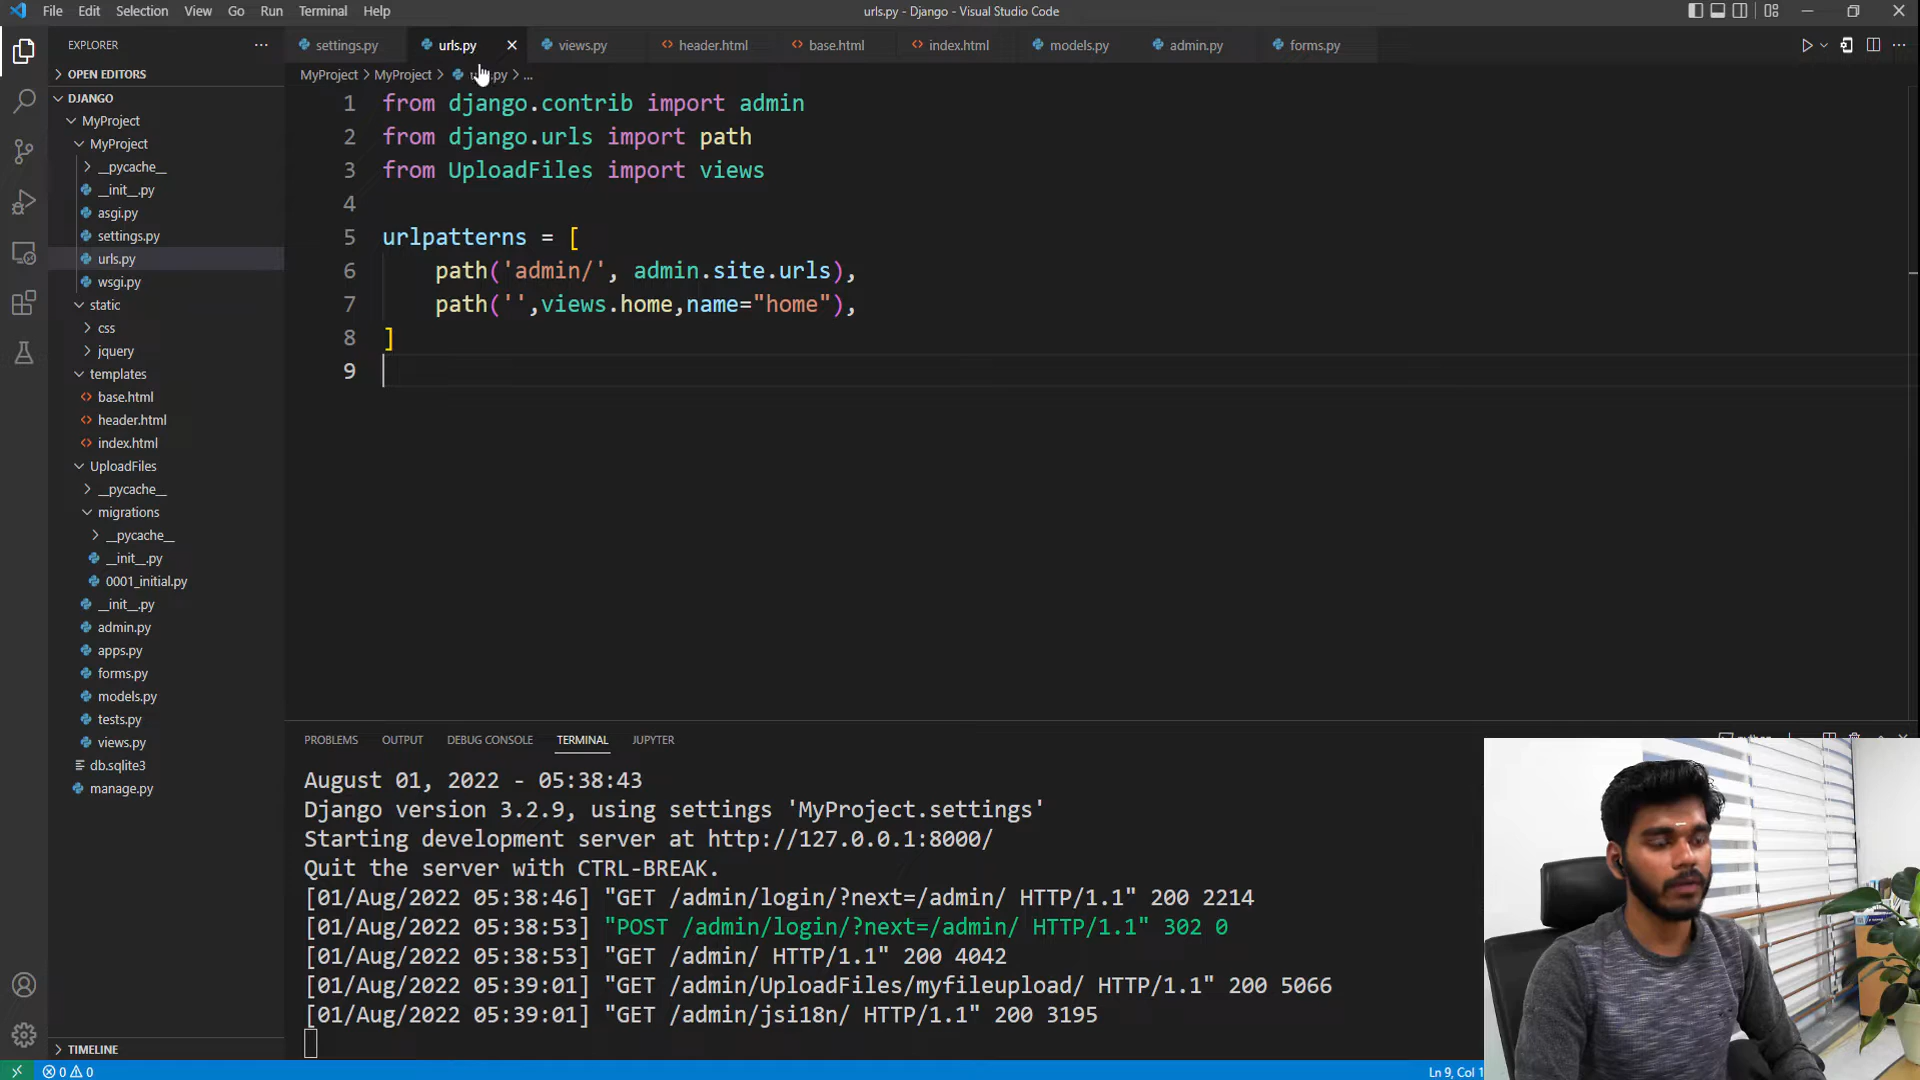 File Edit Selection View Go Run Terminal Help
urls.py - Django - Visual Studio Code
EXPLORER
OPEN EDITORS
DJANGO
MyProject
MyProject
__pycache__
__init__.py
asgi.py
settings.py
urls.py
wsgi.py
static
css
jquery
templates
base.html
header.html
index.html
UploadFiles
__pycache__
migrations
__pycache__
__init__.py
0001_initial.py
__init__.py
admin.py
apps.py
forms.py
models.py
tests.py
views.py
db.sqlite3
manage.py
TIMELINE
settings.py urls.py views.py header.html base.html index.html models.py admin.py forms.py
MyProject > MyProject > .py > ...
1 from django.contrib import admin
2 from django.urls import path
3 from UploadFiles import views
4
5 urlpatterns = [
6 path('admin/', admin.site.urls),
7 path('',views.home,name="home"),
8 ]
9
PROBLEMS OUTPUT DEBUG CONSOLE TERMINAL JUPYTER
August 01, 2022 - 05:38:43
Django version 3.2.9, using settings 'MyProject.settings'
Starting development server at http://127.0.0.1:8000/
Quit the server with CTRL-BREAK.
[01/Aug/2022 05:38:46] "GET /admin/login/?next=/admin/ HTTP/1.1" 200 2214
[01/Aug/2022 05:38:53] "POST /admin/login/?next=/admin/ HTTP/1.1" 302 0
[01/Aug/2022 05:38:53] "GET /admin/ HTTP/1.1" 200 4042
[01/Aug/2022 05:39:01] "GET /admin/UploadFiles/myfileupload/ HTTP/1.1" 200 5066
[01/Aug/2022 05:39:01] "GET /admin/jsi18n/ HTTP/1.1" 200 3195
0 0
Ln 9, Col 1